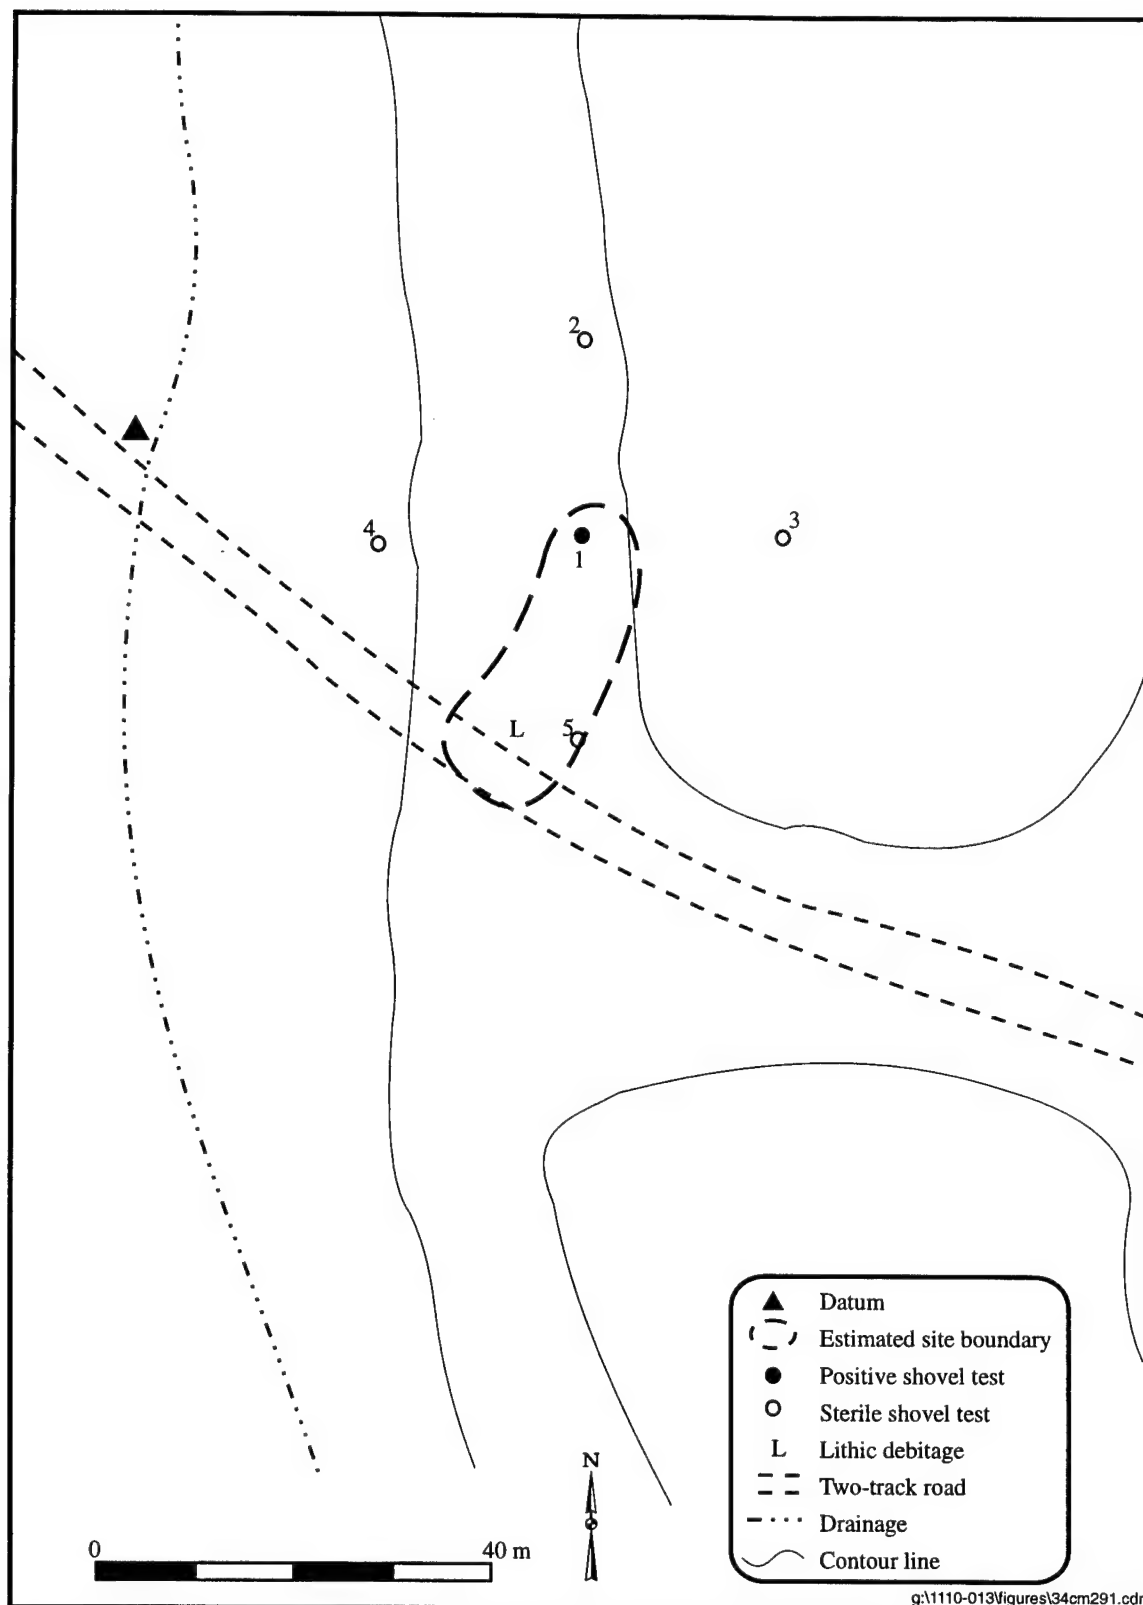 2
4
3
1
L
5
Datum
Estimated site boundary
Positive shovel test
Sterile shovel test
L Lithic debitage
Two-track road
Drainage
Contour line
N
0 40 m
g:\1110-013\figures\34cm291.cdr